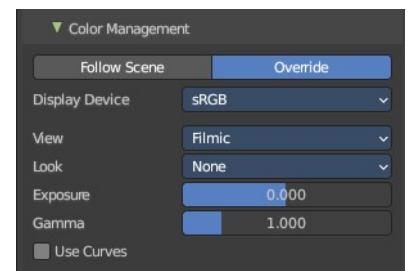 Color Management
Follow Scene Override
Display Device sRGB
View Filmic
Look None
Exposure 0.000
Gamma 1.000
Use Curves